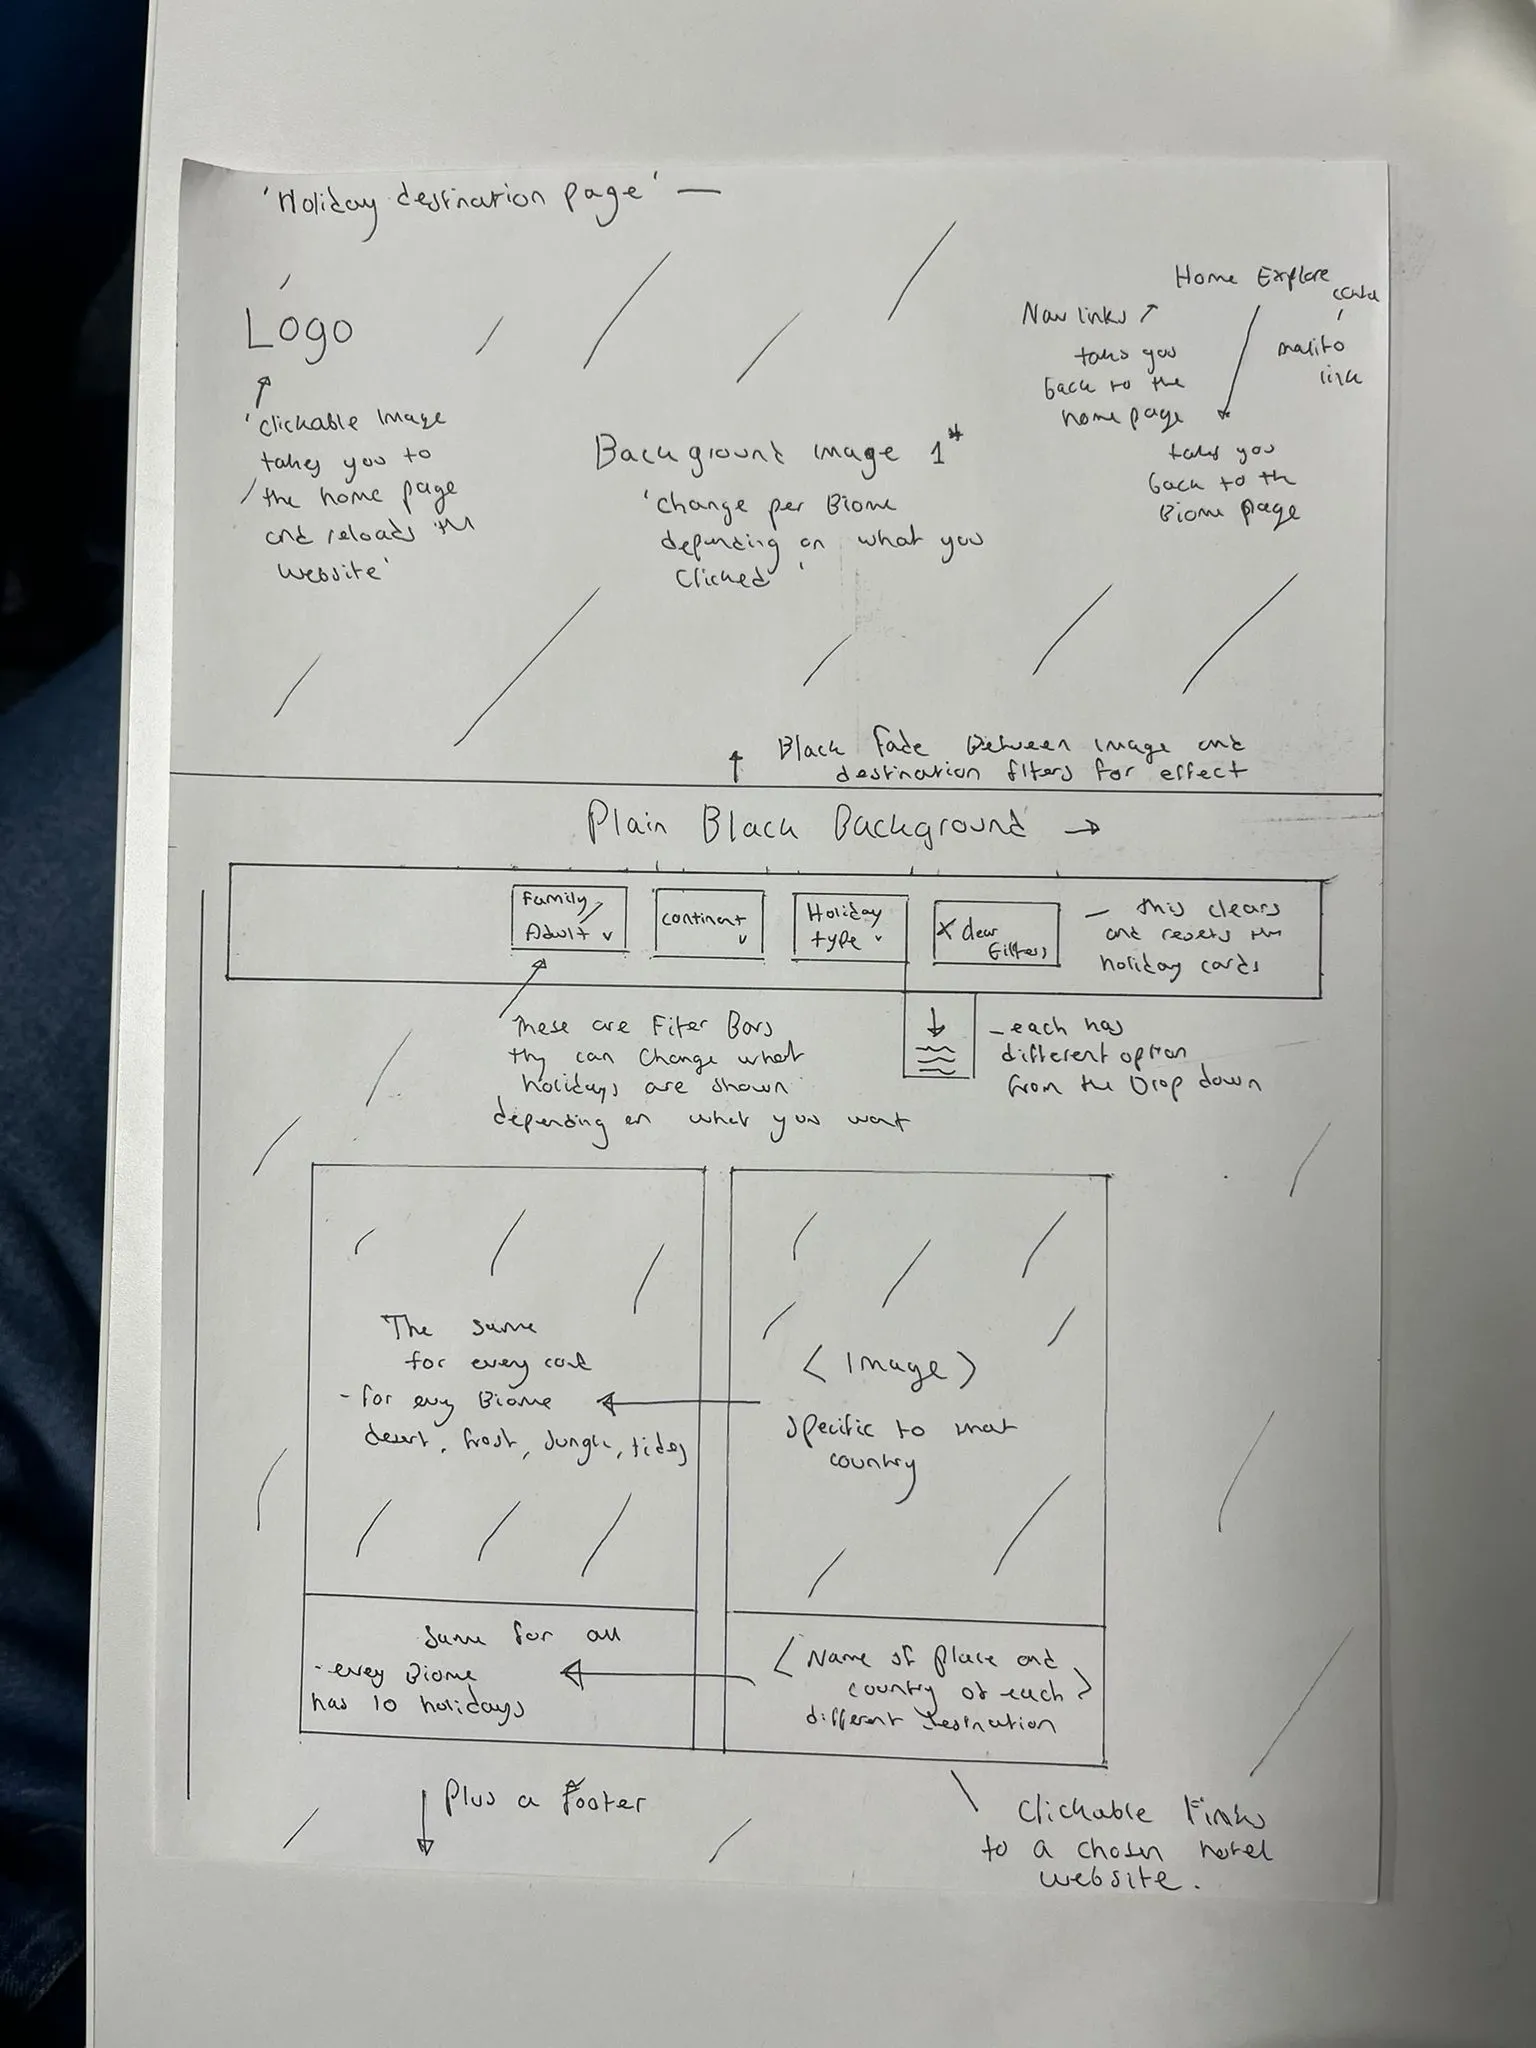 'Holiday destination page' —
Logo
'clickable image
takes you to
the home page
and reloads the
website'
Background image 1*
'Change per Biome
depending on what you
clicked'
Home Explore
Nav links
takes you
back to the
home page
mailto
link
takes you
back to the
Biome page
Black fade Between image and
destination filters for effect
Plain Black Background →
Family/
Adult v
Continent
v
Holiday
type v
X clear
filters
— this clears
and resets the
holiday cards
These are Filter Bars
they can change what
holidays are shown
depending on what you want
- each has
different option
from the Drop down
The same
for every card
- for every Biome
desert, frost, Jungle, tides
< image >
specific to that
country
Same for all
- every Biome
has 10 holidays
< Name of place and
country of each >
different destination
Plus a footer
Clickable links
to a chosen hotel
website.